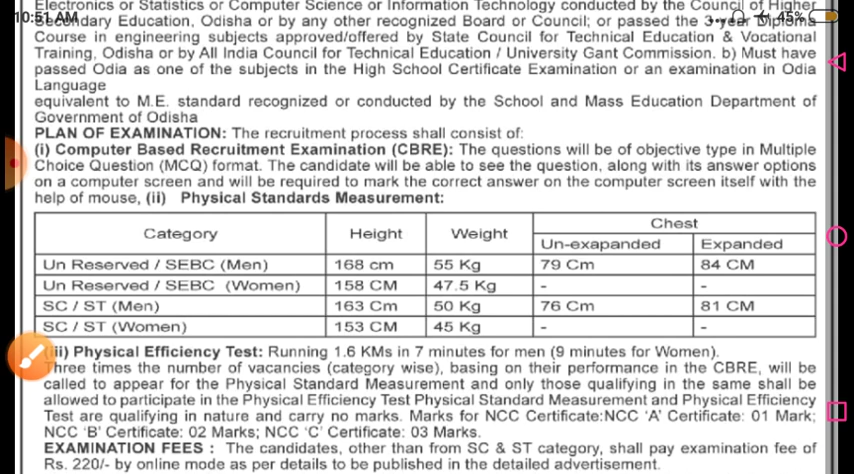 Electronics or Statistics or Computer Science or Information Technology conducted by the Council of Higher
10:51 AM
45%
Secondary Education, Odisha or by any other recognized Board or Council; or passed the 3-year Diploma
Course in engineering subjects approved/offered by State Council for Technical Education & Vocational
Training, Odisha or by All India Council for Technical Education / University Gant Commission. b) Must have
passed Odia as one of the subjects in the High School Certificate Examination or an examination in Odia
Language
equivalent to M.E. standard recognized or conducted by the School and Mass Education Department of
Government of Odisha
PLAN OF EXAMINATION: The recruitment process shall consist of:
(i) Computer Based Recruitment Examination (CBRE): The questions will be of objective type in Multiple
Choice Question (MCQ) format. The candidate will be able to see the question, along with its answer options
on a computer screen and will be required to mark the correct answer on the computer screen itself with the
help of mouse, (ii) Physical Standards Measurement:
Category Height Weight Chest
Un-exapanded Expanded
Un Reserved / SEBC (Men) 168 cm 55 Kg 79 Cm 84 CM
Un Reserved / SEBC (Women) 158 CM 47.5 Kg - -
SC / ST (Men) 163 Cm 50 Kg 76 Cm 81 CM
SC / ST (Women) 153 CM 45 Kg - -
(iii) Physical Efficiency Test: Running 1.6 KMs in 7 minutes for men (9 minutes for Women).
Three times the number of vacancies (category wise), basing on their performance in the CBRE, will be
called to appear for the Physical Standard Measurement and only those qualifying in the same shall be
allowed to participate in the Physical Efficiency Test Physical Standard Measurement and Physical Efficiency
Test are qualifying in nature and carry no marks. Marks for NCC Certificate:NCC 'A' Certificate: 01 Mark;
NCC 'B' Certificate: 02 Marks; NCC 'C' Certificate: 03 Marks.
EXAMINATION FEES : The candidates, other than from SC & ST category, shall pay examination fee of
Rs. 220/- by online mode as per details to be published in the detailed advertisement.